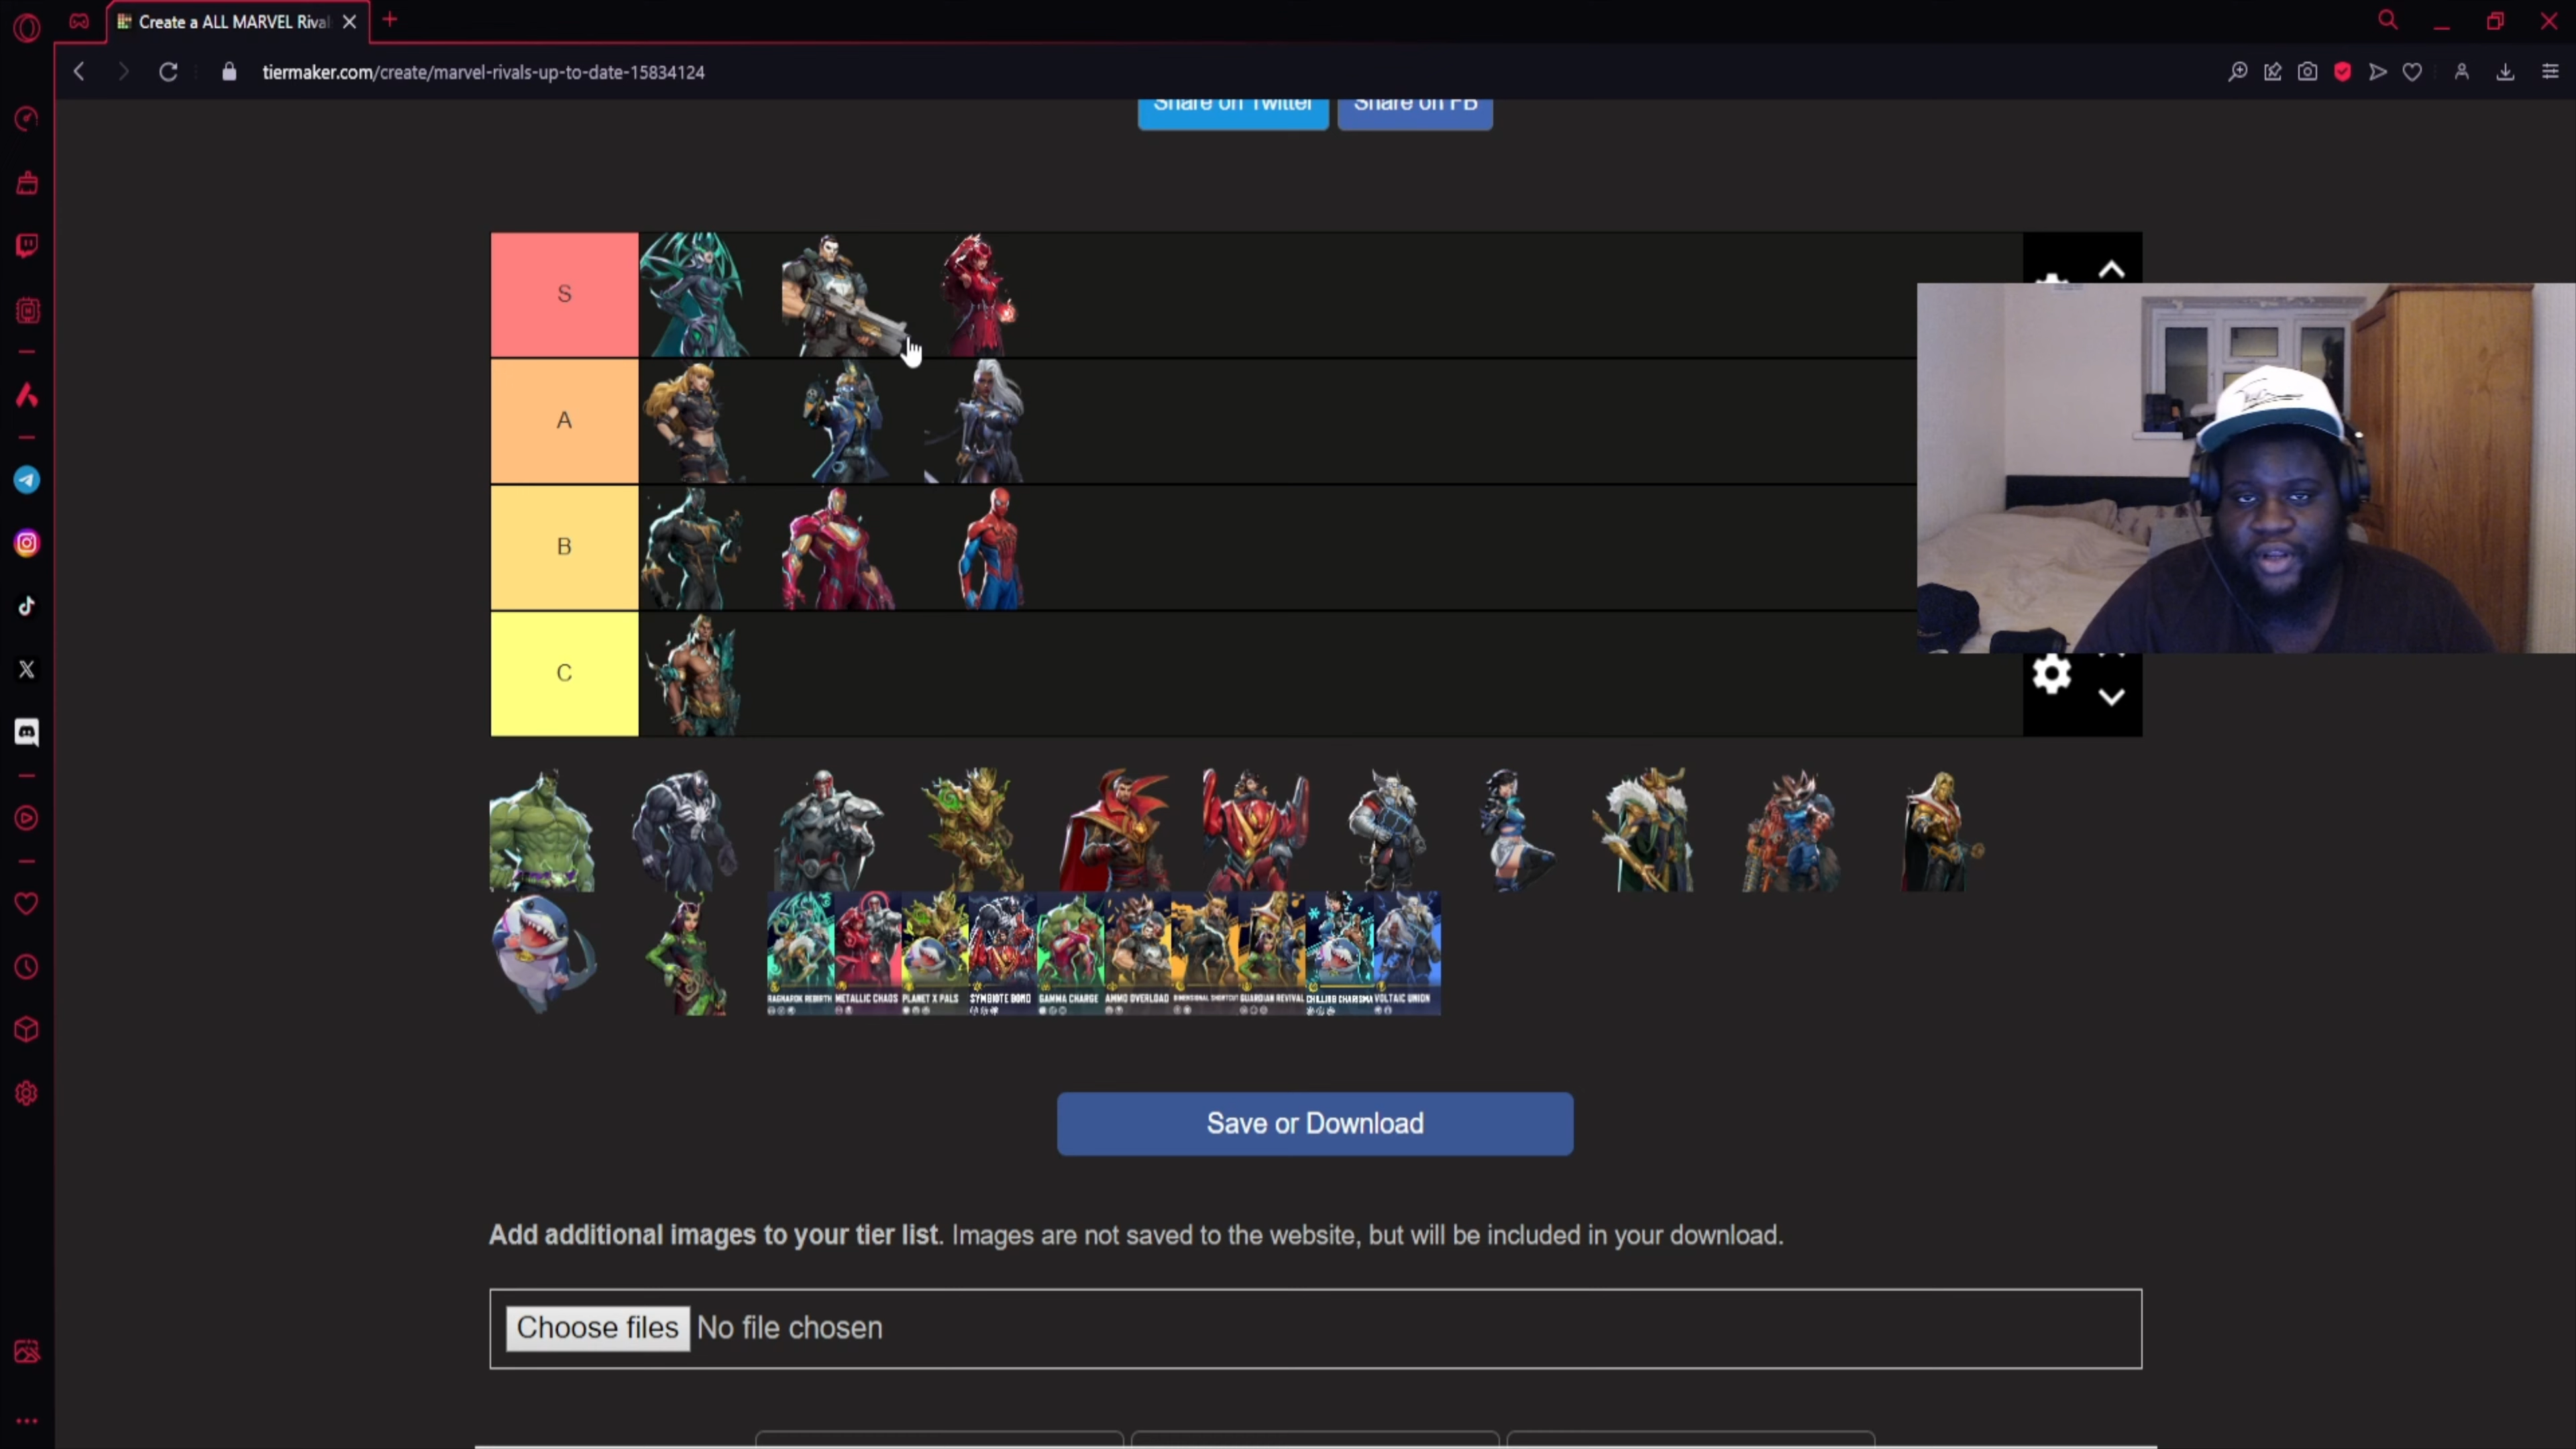 Create a ALL MARVEL Rival
tiermaker.com/create/marvel-rivals-up-to-date-15834124
Share on Twitter
Share on FB
S
A
B
C
RAGNAROK REBIRTH
METALLIC CHAOS
PLANET X PALS
SYMBIOTE BOND
GAMMA CHARGE
AMMO OVERLOAD
DIMENSIONAL SHORTCUT
GUARDIAN REVIVAL
CHILLING CHARISMA
VOLTAIC UNION
Save or Download
Add additional images to your tier list. Images are not saved to the website, but will be included in your download.
Choose files No file chosen